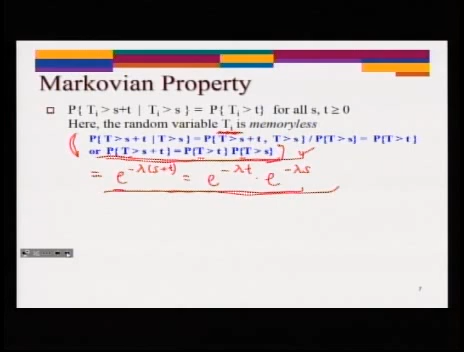 Markovian Property
P{ Tᵢ > s+t | Tᵢ > s } = P{ Tᵢ > t} for all s, t ≥ 0
Here, the random variable Tᵢ is memoryless
P{T > s + t | T > s} = P{T > s + t, T > s} / P{T > s} = P{T > t}
or P{T > s + t} = P{T > t} P{T > s}
= e^{-λ(s+t)} = e^{-λt} · e^{-λs}
7